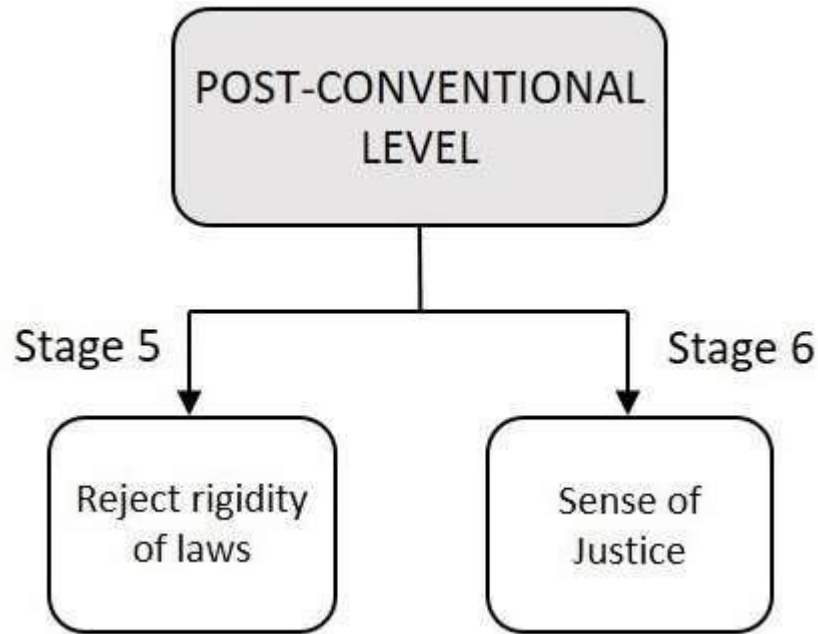 POST-CONVENTIONAL
LEVEL
Stage 5
Stage 6
Reject rigidity
of laws
Sense of
Justice